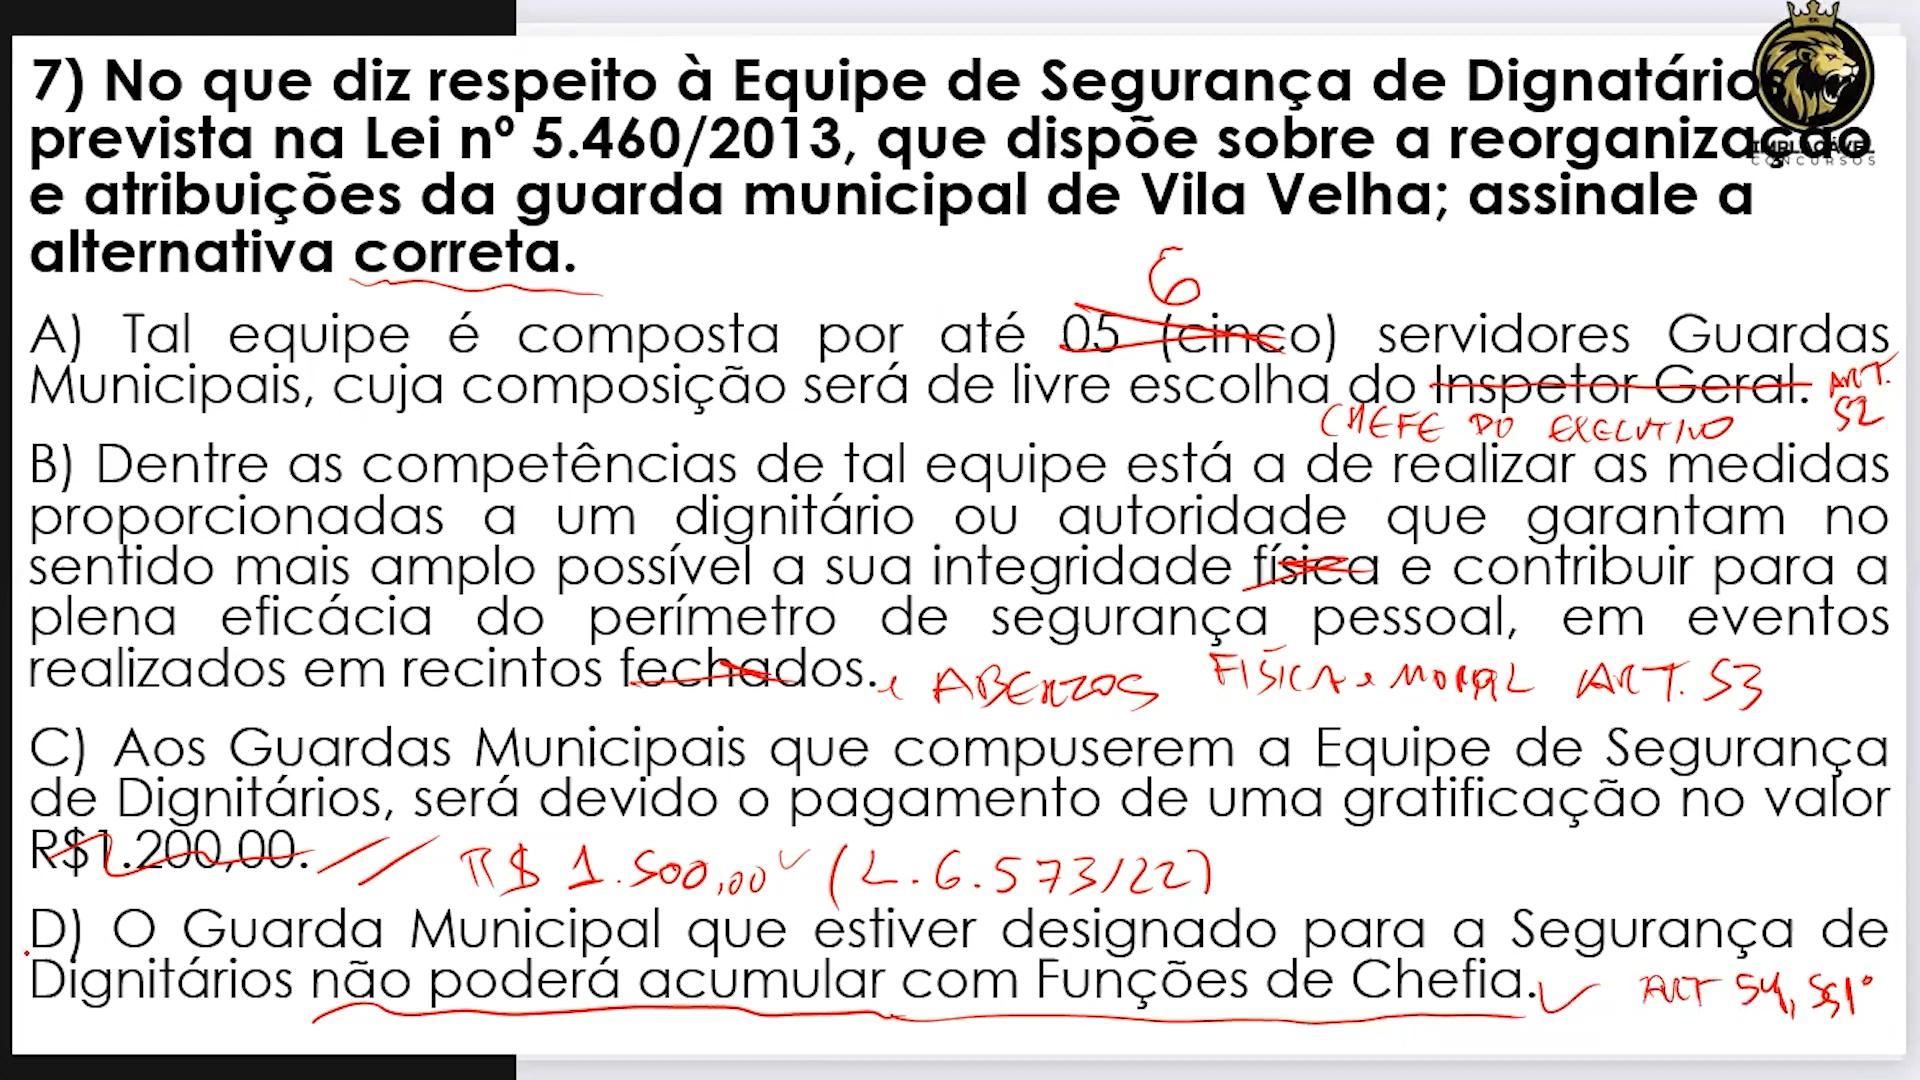 7) No que diz respeito à Equipe de Segurança de Dignatários
prevista na Lei nº 5.460/2013, que dispõe sobre a reorganização
IMPLACÁVEL
CONCURSOS
e atribuições da guarda municipal de Vila Velha; assinale a
alternativa correta.
6
A) Tal equipe é composta por até 05 (cinco) servidores Guardas
Municipais, cuja composição será de livre escolha do Inspetor Geral. ART.
52
CHEFE DO EXECUTIVO
B) Dentre as competências de tal equipe está a de realizar as medidas
proporcionadas a um dignitário ou autoridade que garantam no
sentido mais amplo possível a sua integridade física e contribuir para a
plena eficácia do perímetro de segurança pessoal, em eventos
realizados em recintos fechados. e ABERTOS FÍSICA e MORAL ART. 53
C) Aos Guardas Municipais que compuserem a Equipe de Segurança
de Dignitários, será devido o pagamento de uma gratificação no valor
R$1.200,00. // R$ 1.500,00 (L.6.573/22)
D) O Guarda Municipal que estiver designado para a Segurança de
Dignitários não poderá acumular com Funções de Chefia. ART 54, §1º